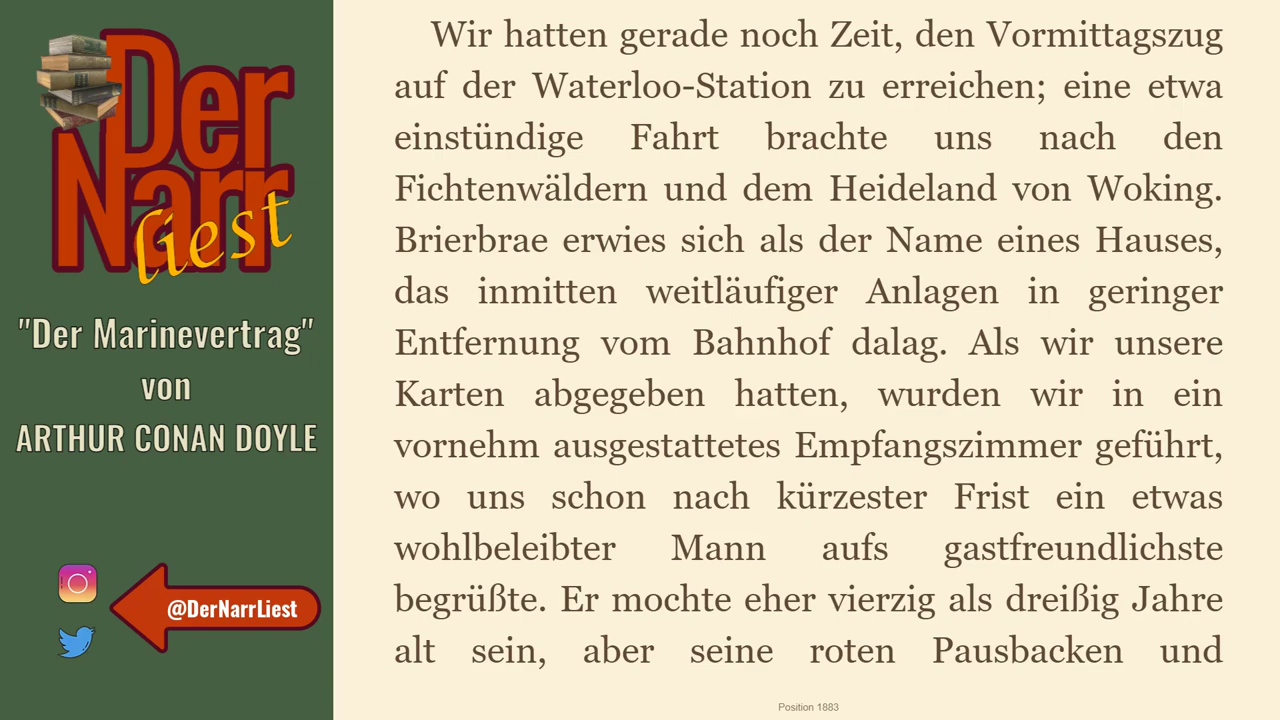 Der
Narr
liest
"Der Marinevertrag"
von
ARTHUR CONAN DOYLE
@DerNarrLiest
Wir hatten gerade noch Zeit, den Vormittagszug
auf der Waterloo-Station zu erreichen; eine etwa
einstündige Fahrt brachte uns nach den
Fichtenwäldern und dem Heideland von Woking.
Brierbrae erwies sich als der Name eines Hauses,
das inmitten weitläufiger Anlagen in geringer
Entfernung vom Bahnhof dalag. Als wir unsere
Karten abgegeben hatten, wurden wir in ein
vornehm ausgestattetes Empfangszimmer geführt,
wo uns schon nach kürzester Frist ein etwas
wohlbeleibter Mann aufs gastfreundlichste
begrüßte. Er mochte eher vierzig als dreißig Jahre
alt sein, aber seine roten Pausbacken und
Position 1883